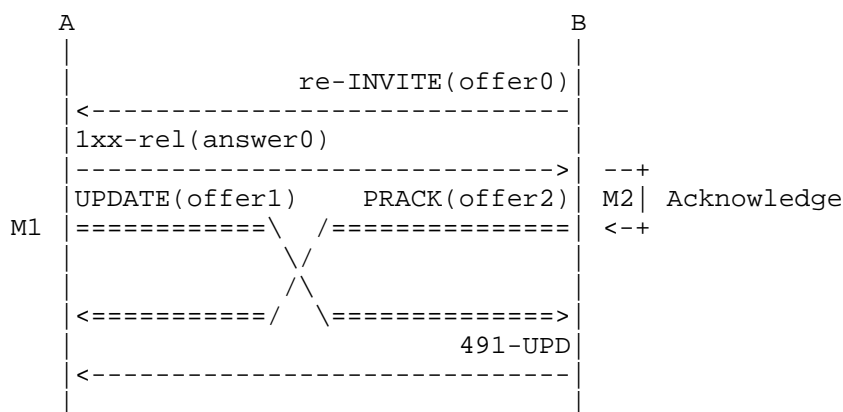 A B
re-INVITE(offer0)
1xx-rel(answer0)
UPDATE(offer1) PRACK(offer2) M2 Acknowledge
M1
491-UPD